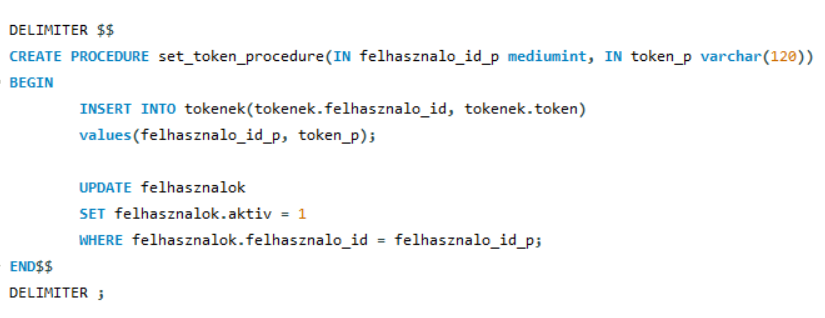 DELIMITER $$
CREATE PROCEDURE set_token_procedure(IN felhasznalo_id_p mediumint, IN token_p varchar(120))
BEGIN
INSERT INTO tokenek(tokenek.felhasznalo_id, tokenek.token)
values(felhasznalo_id_p, token_p);
UPDATE felhasznalok
SET felhasznalok.aktiv = 1
WHERE felhasznalok.felhasznalo_id = felhasznalo_id_p;
END$$
DELIMITER ;